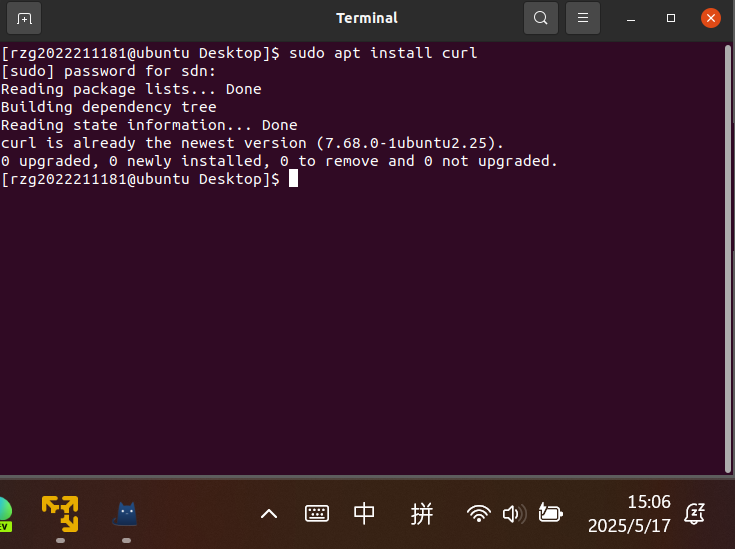 Terminal
[rzg2022211181@ubuntu Desktop]$ sudo apt install curl
[sudo] password for sdn:
Reading package lists... Done
Building dependency tree
Reading state information... Done
curl is already the newest version (7.68.0-1ubuntu2.25).
0 upgraded, 0 newly installed, 0 to remove and 0 not upgraded.
[rzg2022211181@ubuntu Desktop]$
EV
中
拼
15:06
2025/5/17